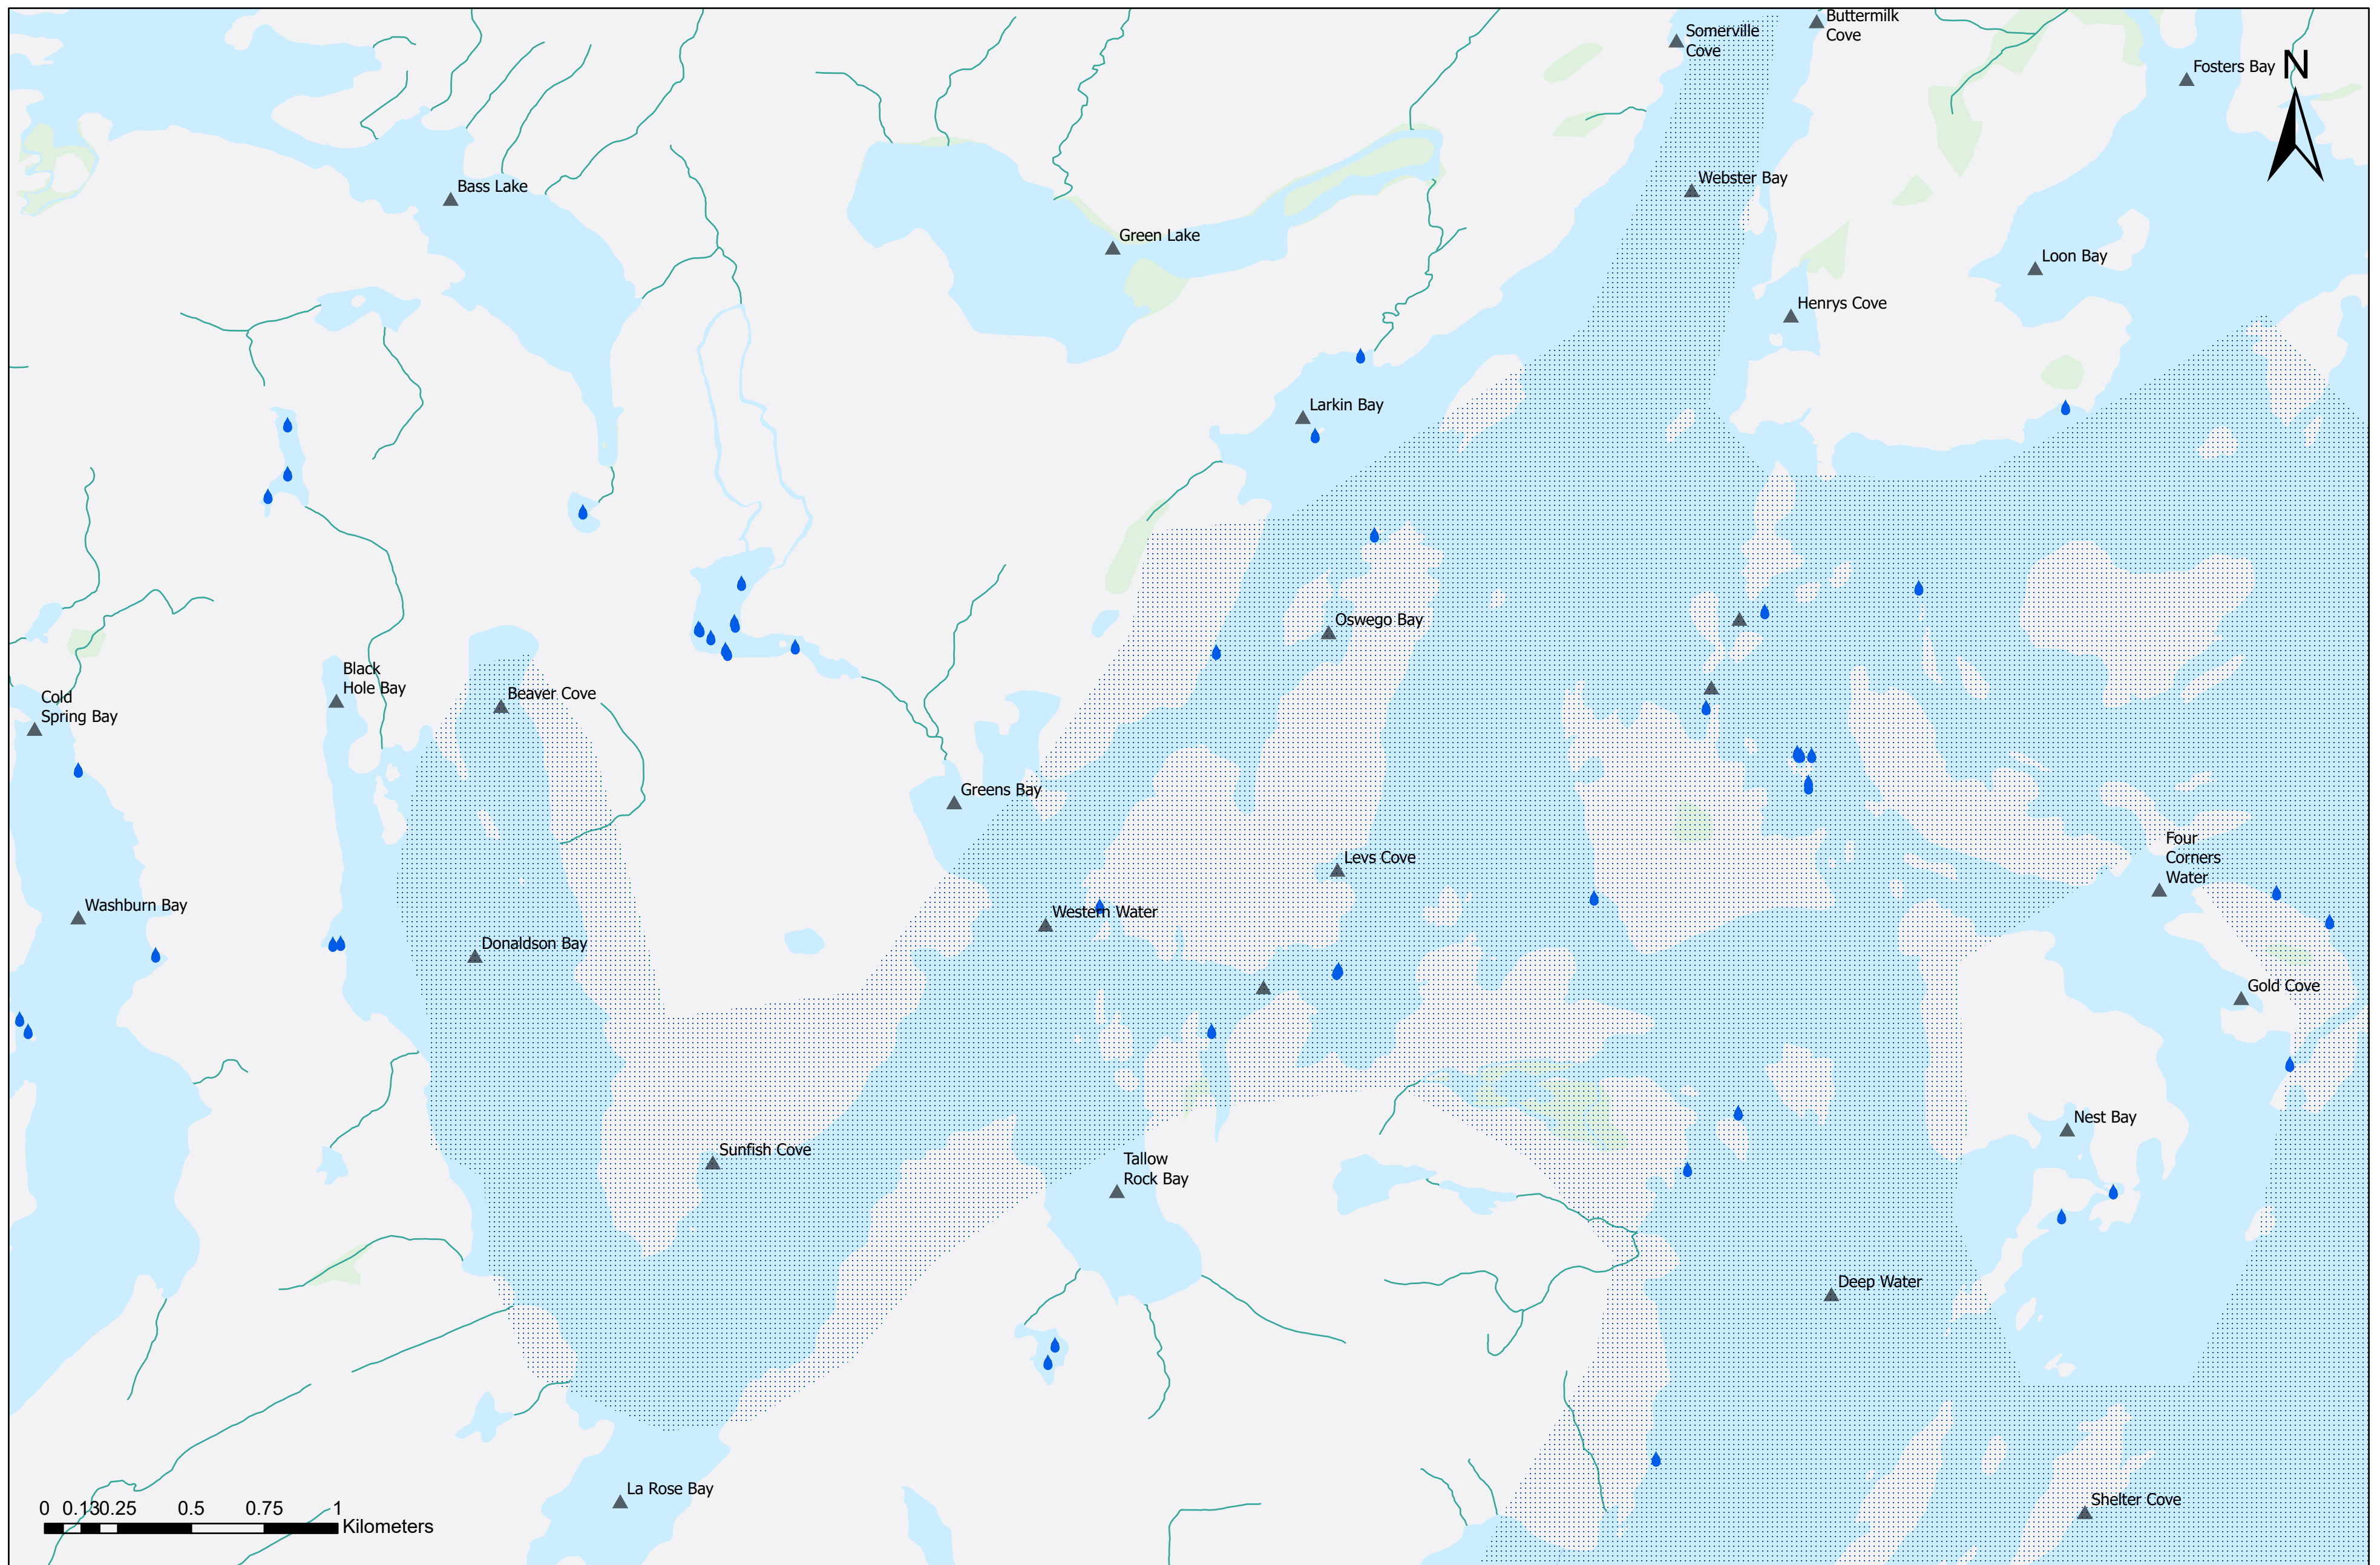 Buttermilk
Cove
Somerville
Cove
Fosters Bay
N
Bass Lake
Webster Bay
Green Lake
Loon Bay
Henrys Cove
Larkin Bay
Oswego Bay
Black
Hole Bay
Beaver Cove
Cold
Spring Bay
Greens Bay
Four
Corners
Water
Levs Cove
Washburn Bay
Western Water
Donaldson Bay
Gold Cove
Nest Bay
Sunfish Cove
Tallow
Rock Bay
Deep Water
La Rose Bay
Shelter Cove
0 0.13 0.25 0.5 0.75 1
Kilometers